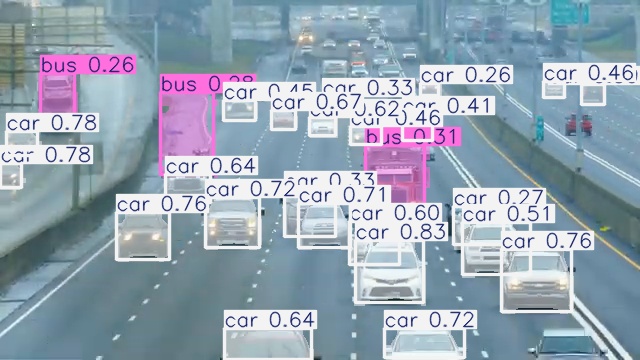 bus 0.26
bus 0.28
car 0.45
car 0.33
car 0.26
car 0.46
car 0.67
0.62
car 0.41
0.46
car 0.78
bus 0.31
car 0.78
car 0.64
car 0.72
car 0.33
car 0.71
car 0.27
car 0.76
car 0.60
car 0.51
car 0.83
car 0.76
car 0.64
car 0.72